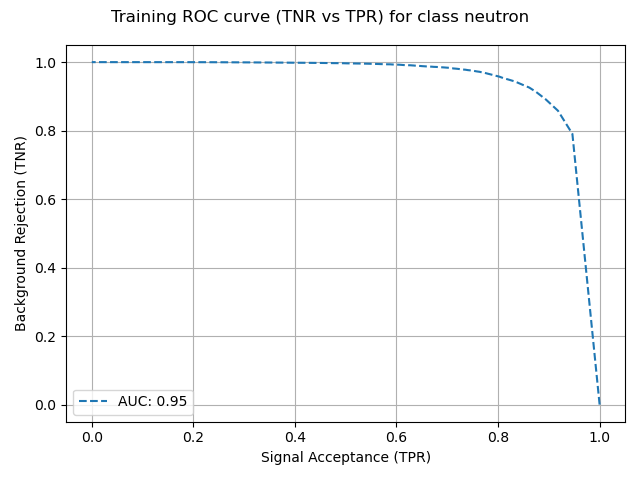 Training ROC curve (TNR vs TPR) for class neutron
1.0
0.8
0.6
0.4
0.2
0.0
Background Rejection (TNR)
AUC: 0.95
0.0 0.2 0.4 0.6 0.8 1.0
Signal Acceptance (TPR)